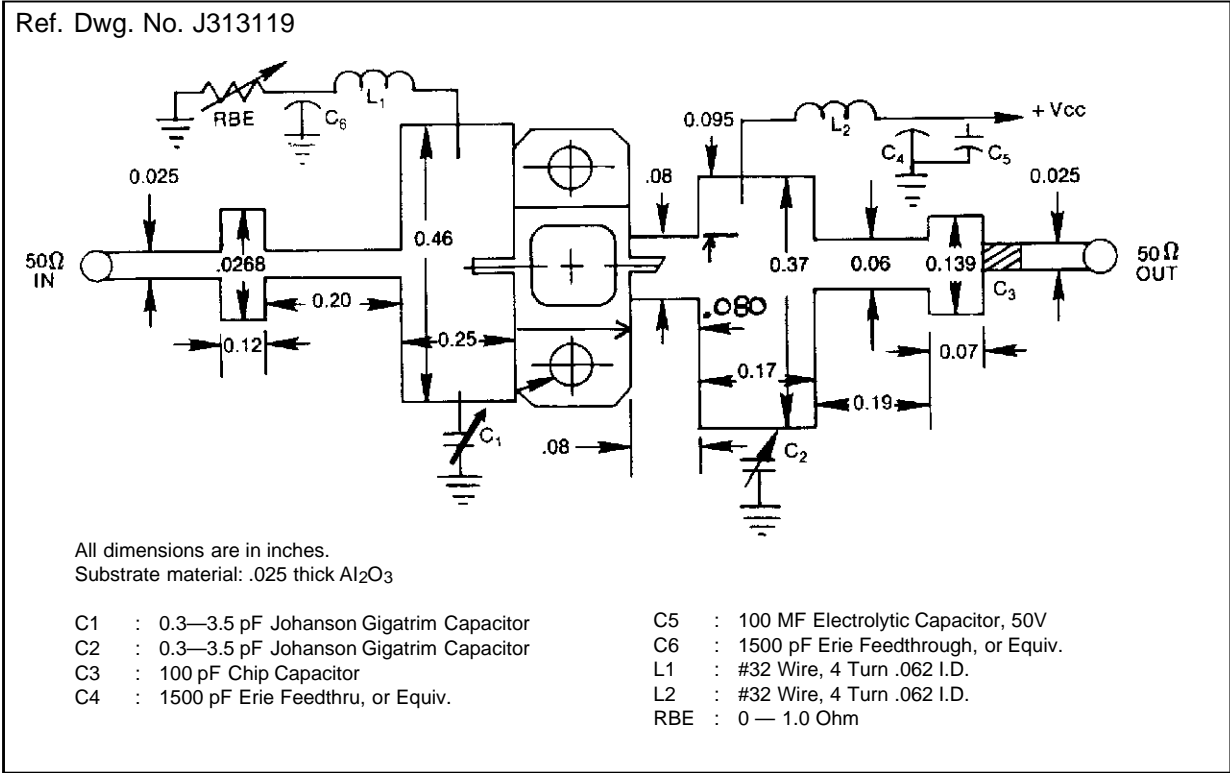 Ref. Dwg. No. J313119
RBE
C6
L1
L2
+ Vcc
C4
C5
0.095
0.025
.08
0.025
50Ω
IN
.0268
0.46
0.37
0.06
0.139
50Ω
OUT
C3
0.20
.080
0.12
0.25
0.17
0.07
0.19
C1
.08
C2
All dimensions are in inches.
Substrate material: .025 thick Al2O3
C1 : 0.3—3.5 pF Johanson Gigatrim Capacitor
C2 : 0.3—3.5 pF Johanson Gigatrim Capacitor
C3 : 100 pF Chip Capacitor
C4 : 1500 pF Erie Feedthru, or Equiv.
C5 : 100 MF Electrolytic Capacitor, 50V
C6 : 1500 pF Erie Feedthrough, or Equiv.
L1 : #32 Wire, 4 Turn .062 I.D.
L2 : #32 Wire, 4 Turn .062 I.D.
RBE : 0 — 1.0 Ohm